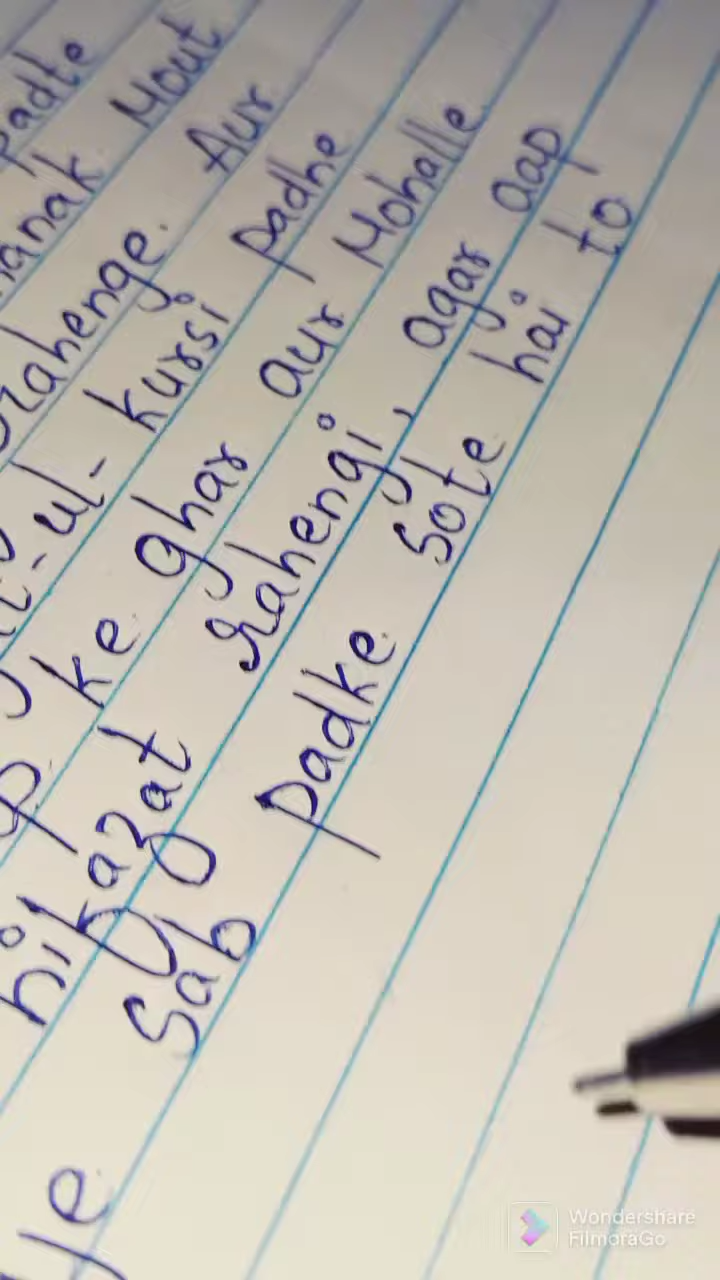 padte
Mout
rahenge. Aur
ul- kursi padhe
ke ghar aur Mohalle
hifazat rahengi, agar aap
ye sab padke sote hai to
Wondershare
FilmoraGo